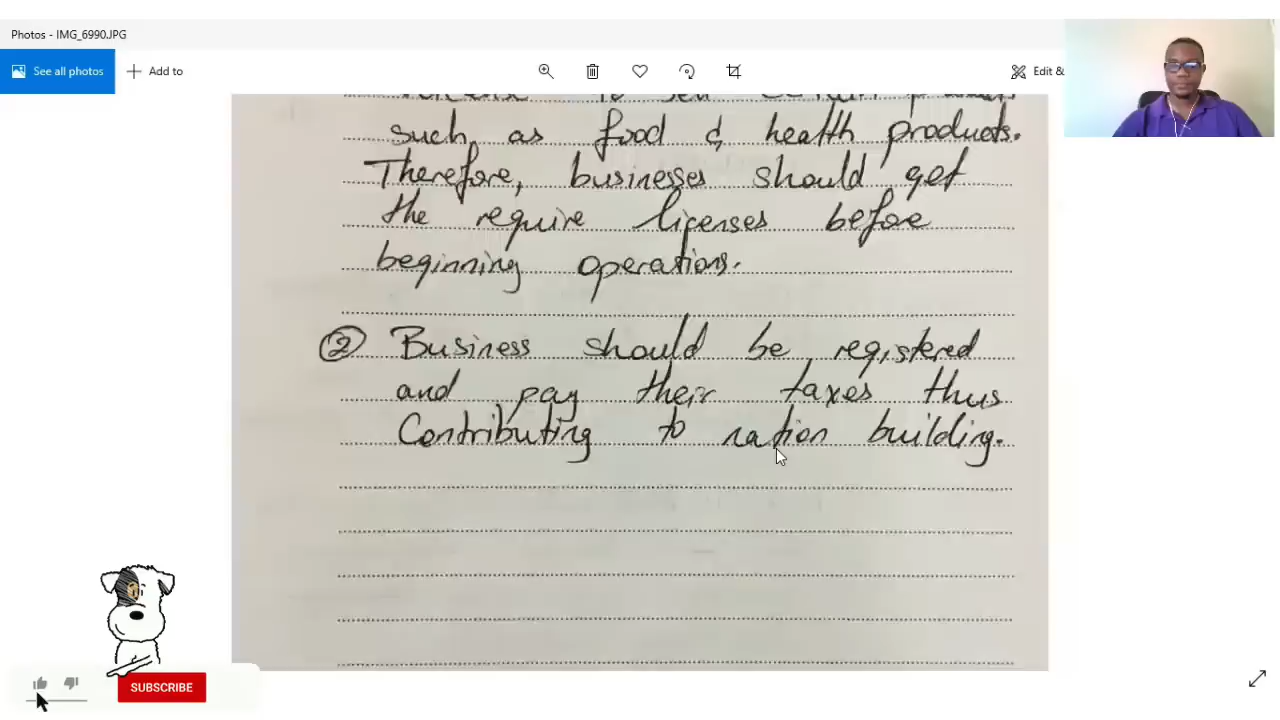 Photos - IMG_6990.JPG
See all photos
Add to
Edit &
to sell
such as food & health products.
Therefore, businesses should get
the require licenses before
beginning operations.
② Business should be registered
and pay their taxes thus
Contributing to nation building.
SUBSCRIBE